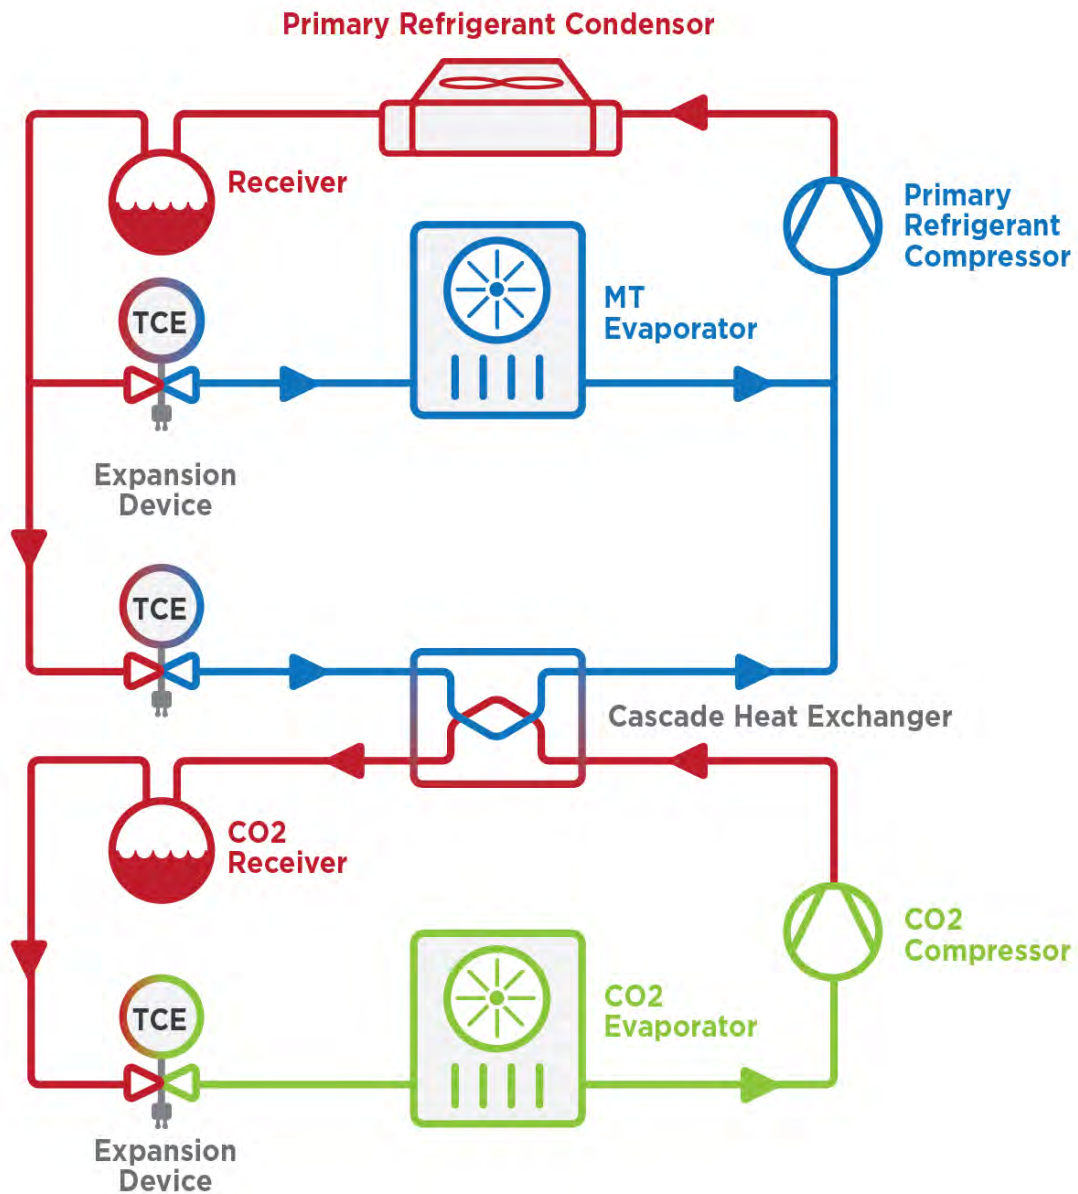 Primary Refrigerant Condensor
Receiver
Primary
Refrigerant
Compressor
TCE
MT
Evaporator
Expansion
Device
TCE
Cascade Heat Exchanger
CO2
Receiver
CO2
Compressor
TCE
CO2
Evaporator
Expansion
Device